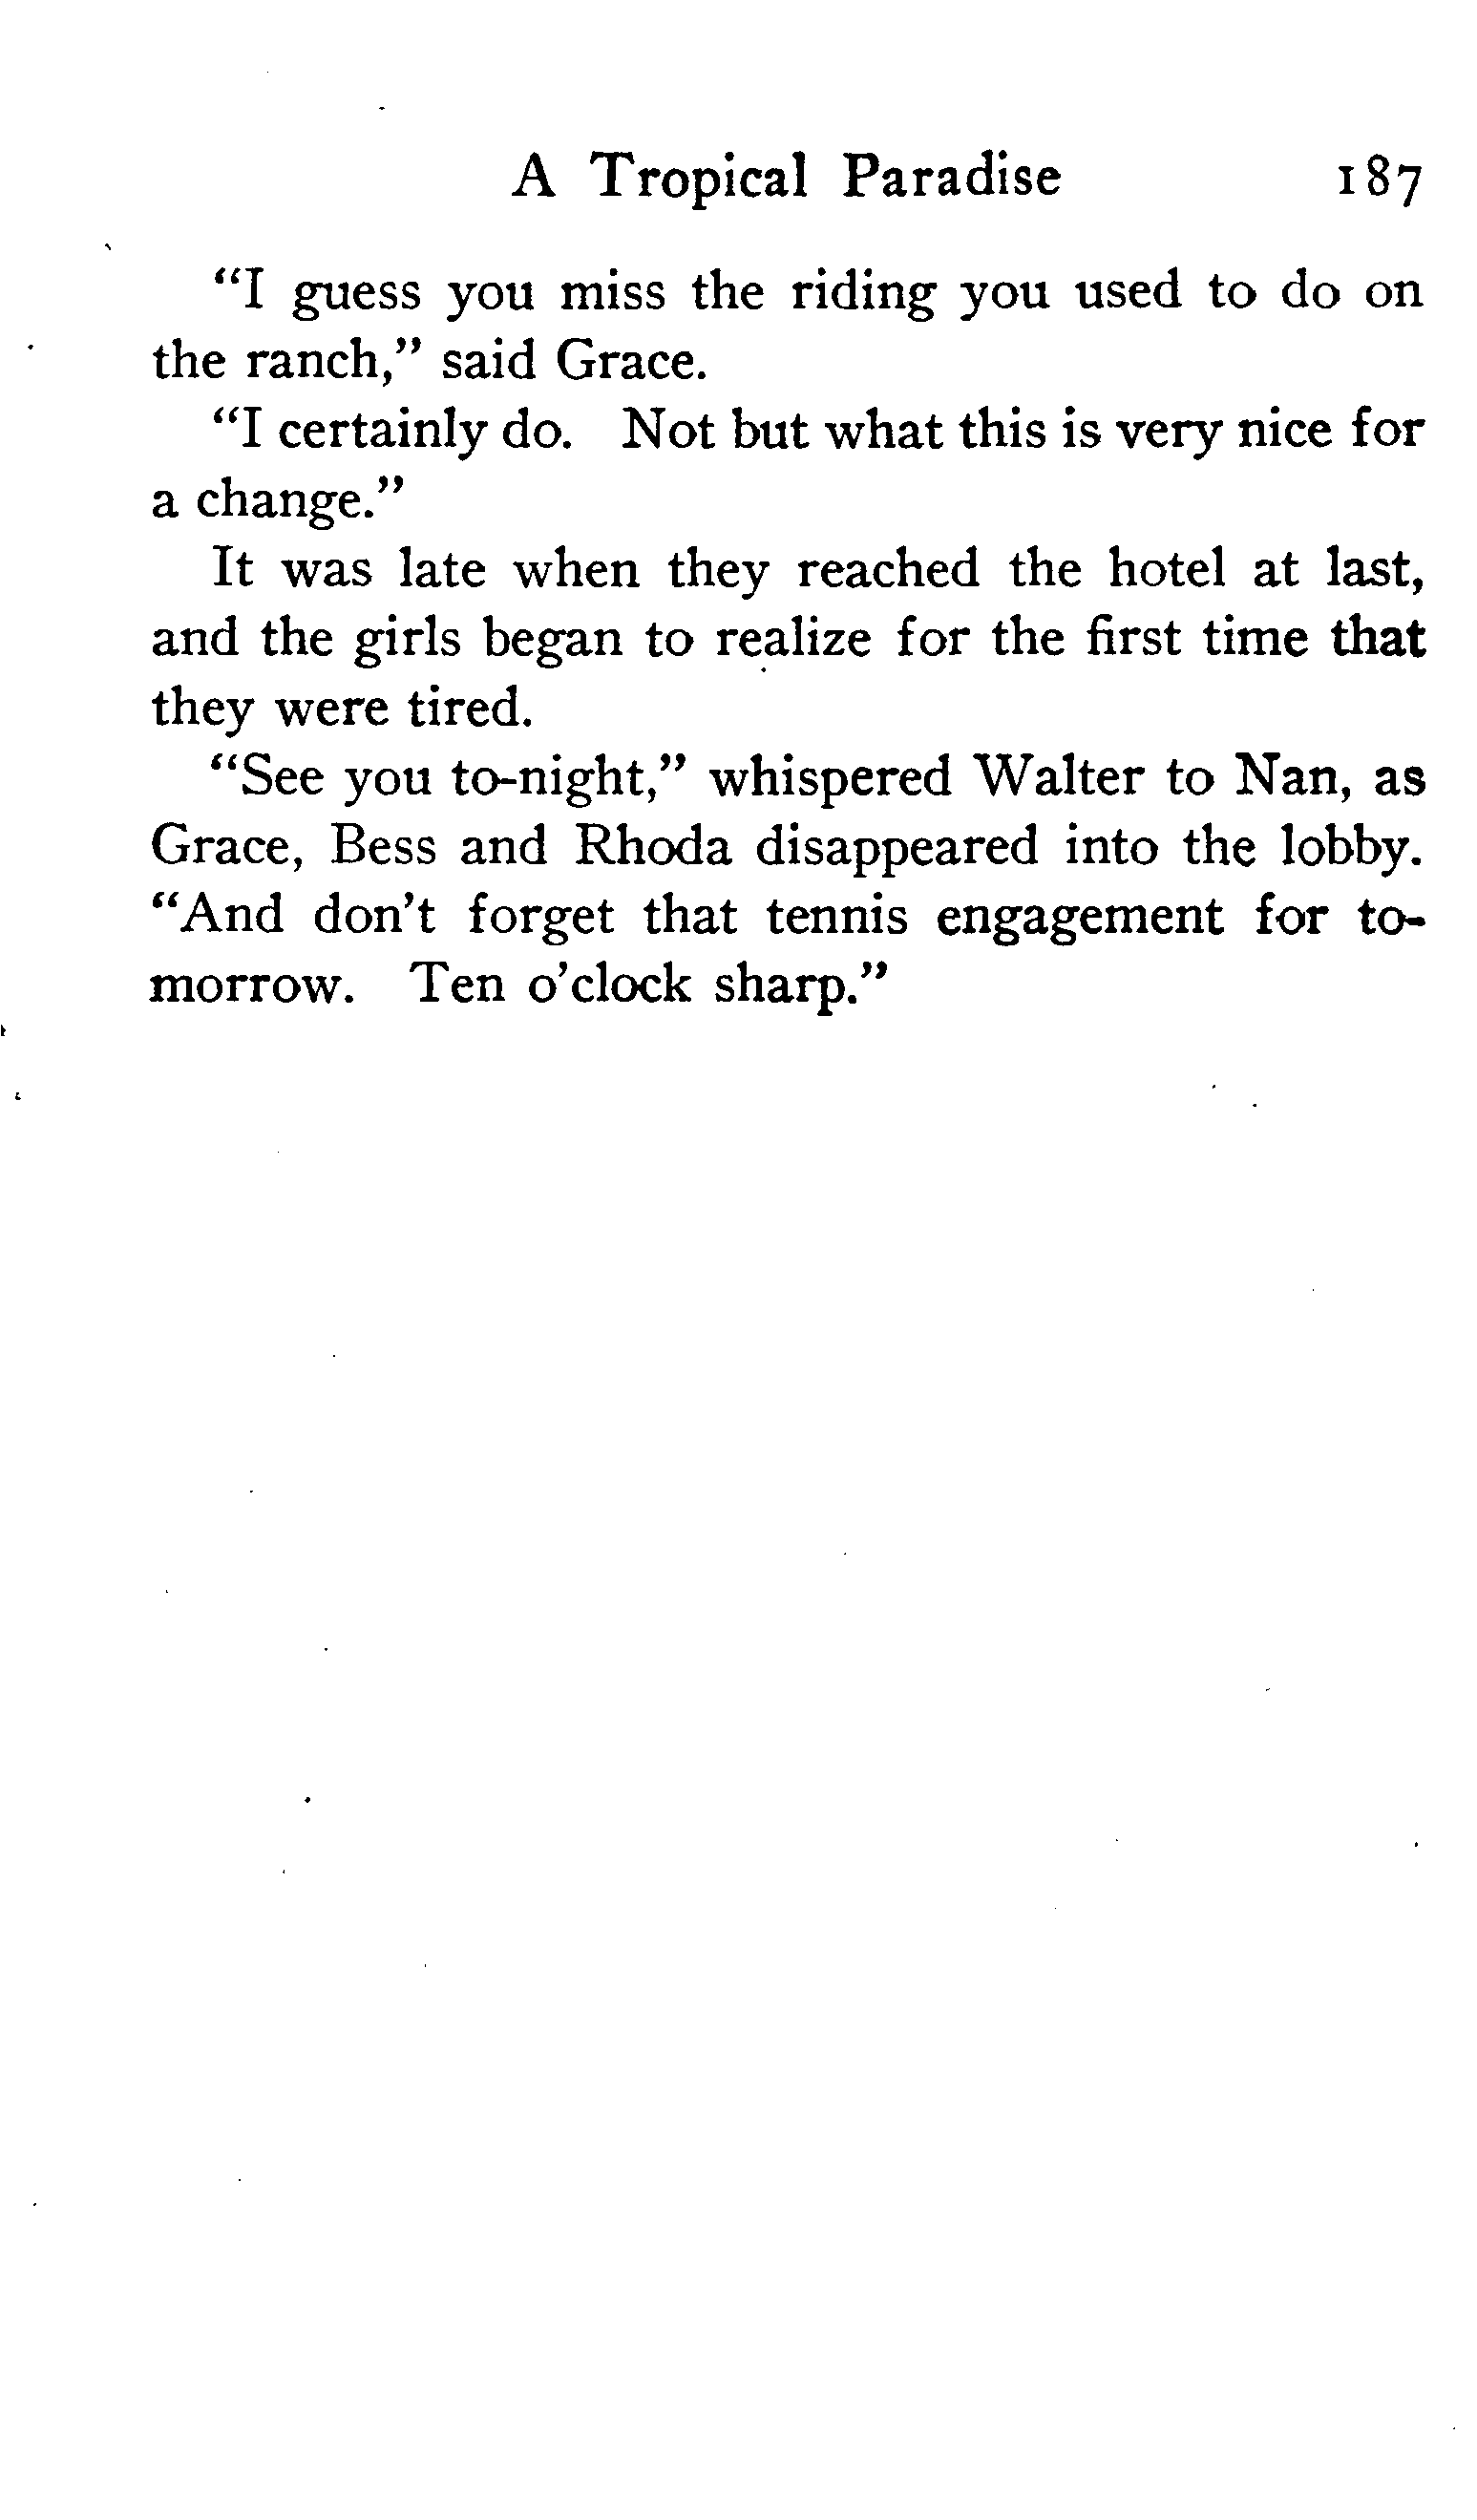 A Tropical Paradise 187
"I guess you miss the riding you used to do on
the ranch," said Grace.
"I certainly do. Not but what this is very nice for
a change."
It was late when they reached the hotel at last,
and the girls began to realize for the first time that
they were tired.
"See you to-night," whispered Walter to Nan, as
Grace, Bess and Rhoda disappeared into the lobby.
"And don't forget that tennis engagement for to-
morrow. Ten o'clock sharp."